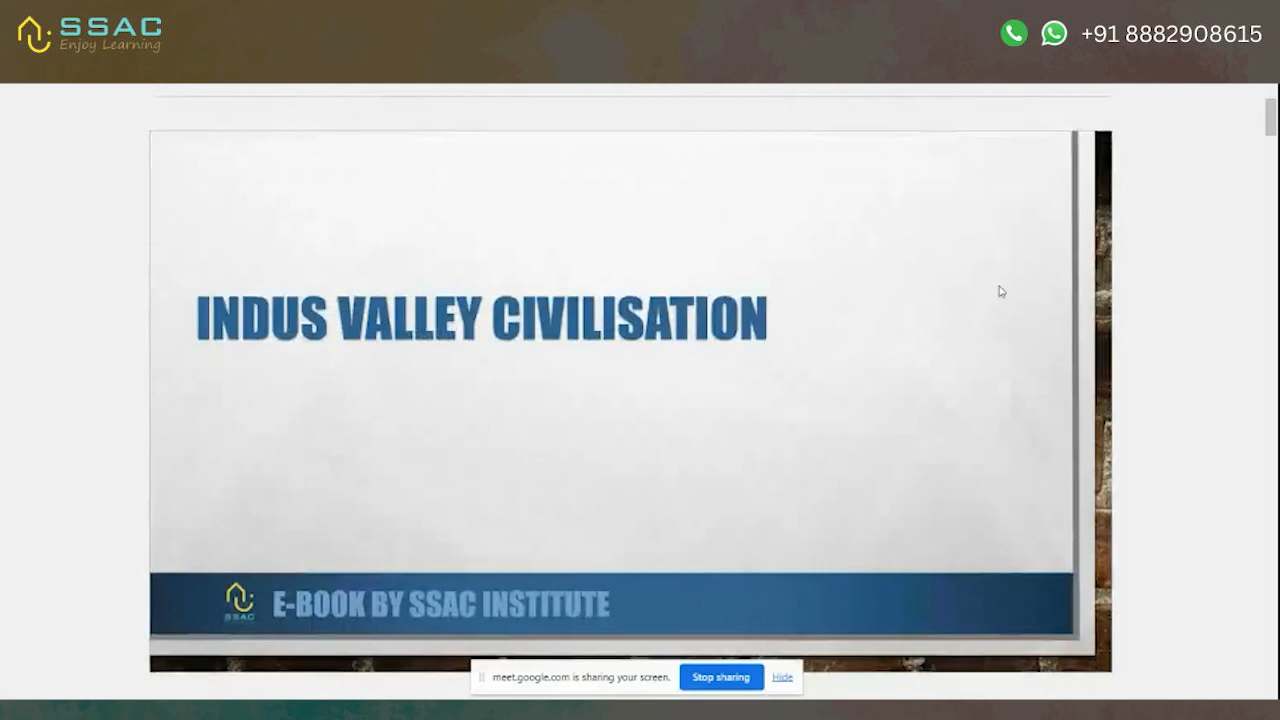 SSAC
Enjoy Learning
+91 8882908615
INDUS VALLEY CIVILISATION
SSAC
E-BOOK BY SSAC INSTITUTE
meet.google.com is sharing your screen.
Stop sharing
Hide